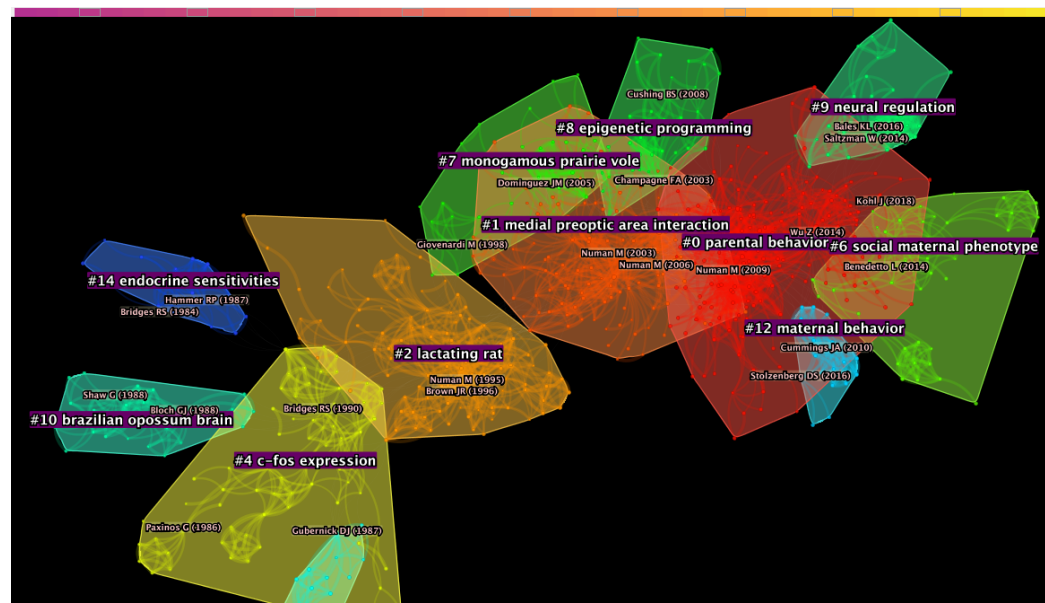 Cushing BS (2008)
#9 neural regulation
#8 epigenetic programming
Bales KL (2016)
Saltzman W (2014)
#7 monogamous prairie vole
Dominguez JM (2005)
Champagne FA (2003)
Kohl J (2018)
#1 medial preoptic area interaction
Wu Z (2014)
Giovenardi M (1998)
#0 parental behavior
#6 social maternal phenotype
Numan M (2003)
Numan M (2006)
Numan M (2009)
Benedetto L (2014)
#14 endocrine sensitivities
Hammer RP (1987)
Bridges RS (1984)
#12 maternal behavior
Cummings JA (2010)
#2 lactating rat
Stolzenberg DS (2016)
Numan M (1995)
Brown JR (1996)
Shaw G (1988)
Bloch GJ (1988)
Bridges RS (1990)
#10 brazilian opossum brain
#4 c-fos expression
Paxinos G (1986)
Gubernick DJ (1987)